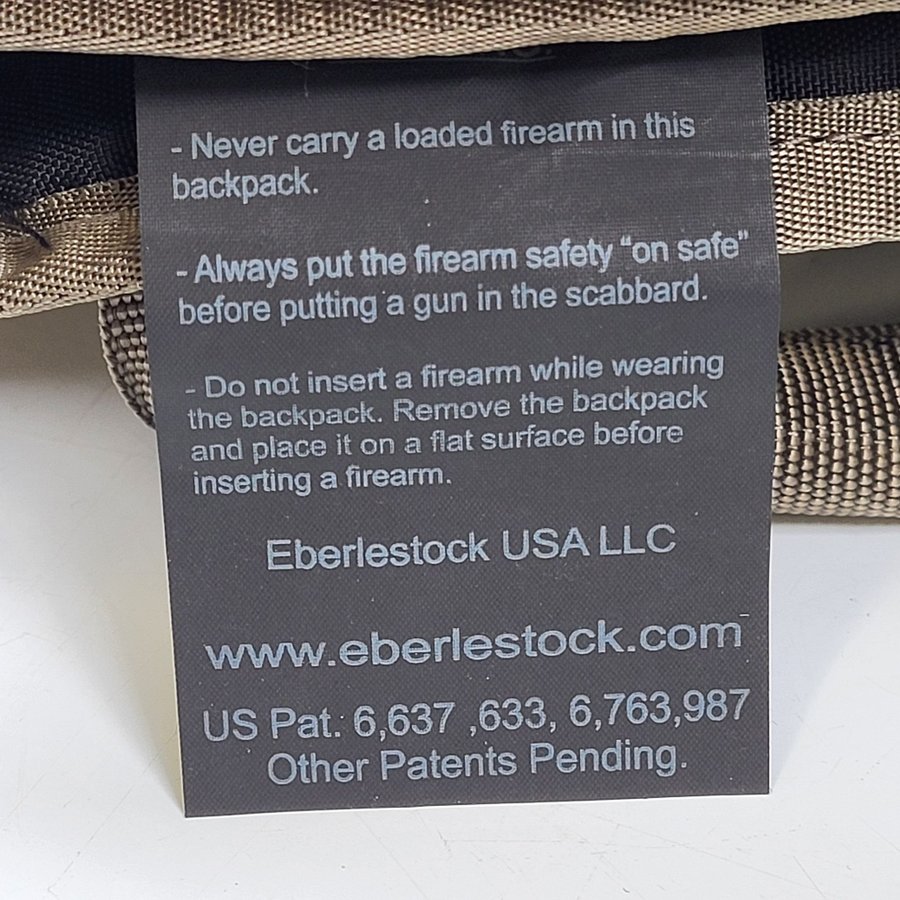 - Never carry a loaded firearm in this
backpack.
- Always put the firearm safety "on safe"
before putting a gun in the scabbard.
- Do not insert a firearm while wearing
the backpack. Remove the backpack
and place it on a flat surface before
inserting a firearm.
Eberlestock USA LLC
www.eberlestock.com
US Pat. 6,637 ,633, 6,763,987
Other Patents Pending.